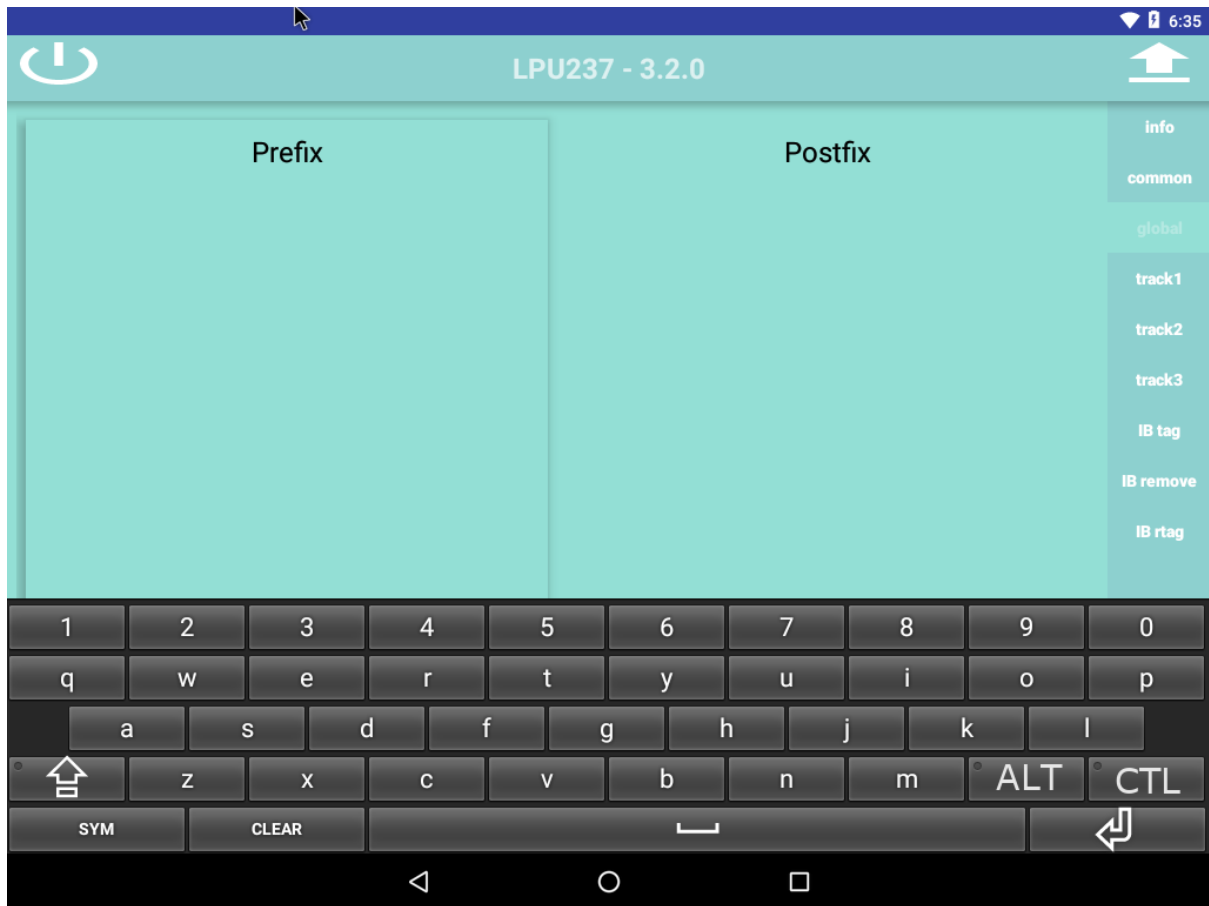 6:35
LPU237 - 3.2.0
Prefix
Postfix
info
common
global
track1
track2
track3
IB tag
IB remove
IB rtag
1 2 3 4 5 6 7 8 9 0
q w e r t y u i o p
a s d f g h j k l
z x c v b n m ALT CTL
SYM CLEAR